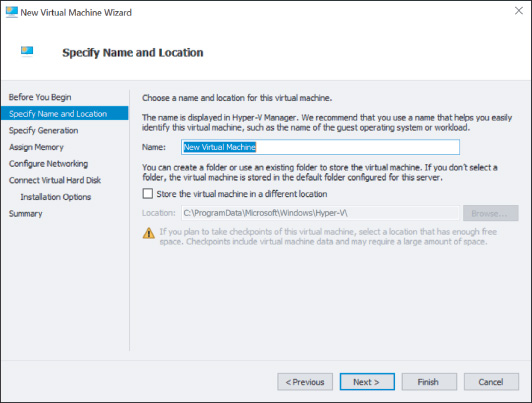 New Virtual Machine Wizard
Specify Name and Location
Before You Begin
Specify Name and Location
Specify Generation
Assign Memory
Configure Networking
Connect Virtual Hard Disk
Installation Options
Summary
Choose a name and location for this virtual machine.
The name is displayed in Hyper-V Manager. We recommend that you use a name that helps you easily
identify this virtual machine, such as the name of the guest operating system or workload.
Name: New Virtual Machine
You can create a folder or use an existing folder to store the virtual machine. If you don't select a
folder, the virtual machine is stored in the default folder configured for this server.
Store the virtual machine in a different location
Location: C:\ProgramData\Microsoft\Windows\Hyper-V\ Browse...
If you plan to take checkpoints of this virtual machine, select a location that has enough free
space. Checkpoints include virtual machine data and may require a large amount of space.
< Previous Next > Finish Cancel